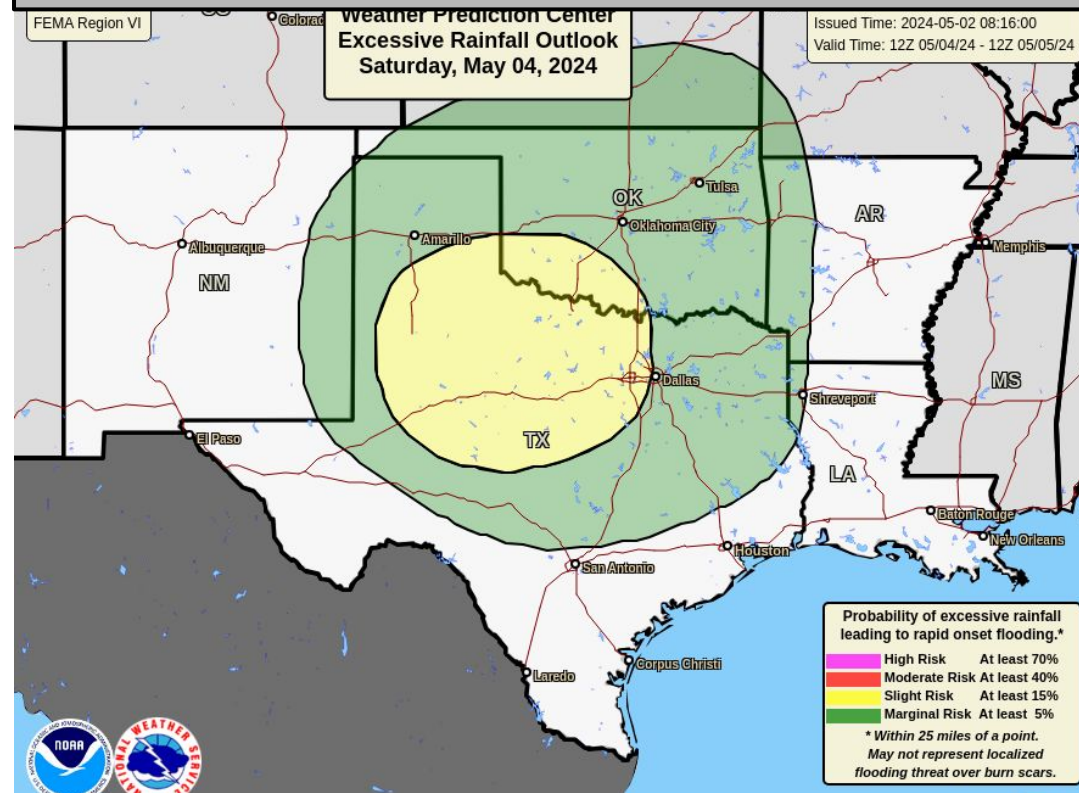 FEMA Region VI
Weather Prediction Center
Excessive Rainfall Outlook
Saturday, May 04, 2024
Issued Time: 2024-05-02 08:16:00
Valid Time: 12Z 05/04/24 - 12Z 05/05/24
Tulsa
OK
Oklahoma City
AR
Amarillo
Albuquerque
Memphis
NM
Dallas
MS
Shreveport
El Paso
TX
LA
Baton Rouge
New Orleans
Houston
San Antonio
Corpus Christi
Laredo
Probability of excessive rainfall
leading to rapid onset flooding.*
High Risk At least 70%
Moderate Risk At least 40%
Slight Risk At least 15%
Marginal Risk At least 5%
* Within 25 miles of a point.
May not represent localized
flooding threat over burn scars.
NOAA
NATIONAL WEATHER SERVICE